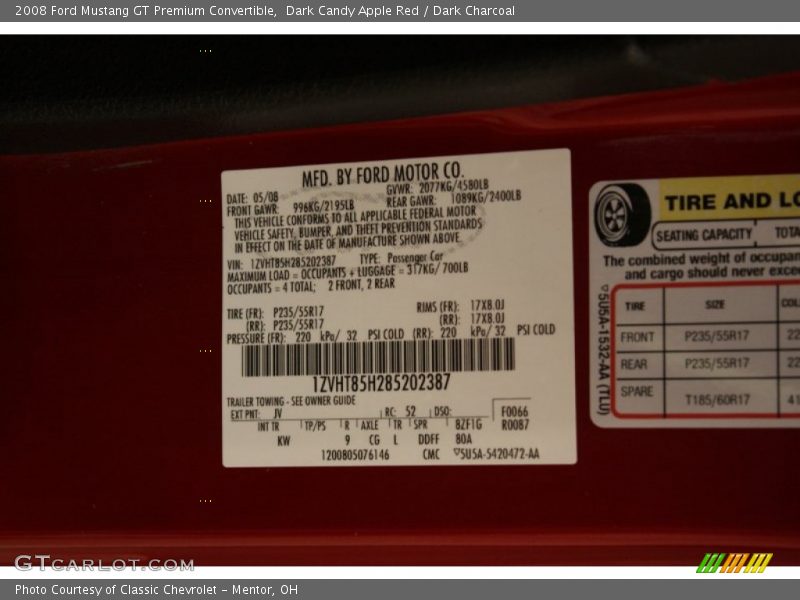 2008 Ford Mustang GT Premium Convertible,  Dark Candy Apple Red / Dark Charcoal
MFD. BY FORD MOTOR CO.
DATE: 05/08 GVWR: 2077KG/4580LB
FRONT GAWR: 996KG/2195LB REAR GAWR: 1089KG/2400LB
THIS VEHICLE CONFORMS TO ALL APPLICABLE FEDERAL MOTOR
VEHICLE SAFETY, BUMPER, AND THEFT PREVENTION STANDARDS
IN EFFECT ON THE DATE OF MANUFACTURE SHOWN ABOVE.
VIN: 1ZVHT85H285202387 TYPE: Passenger Car
MAXIMUM LOAD = OCCUPANTS + LUGGAGE = 317KG/ 700LB
OCCUPANTS = 4 TOTAL; 2 FRONT, 2 REAR
TIRE (FR): P235/55R17 RIMS (FR): 17X8.0J
(RR): P235/55R17 (RR): 17X8.0J
PRESSURE (FR): 220 kPa/ 32 PSI COLD (RR): 220 kPa/ 32 PSI COLD
1ZVHT85H285202387
TRAILER TOWING - SEE OWNER GUIDE
EXT PNT: JV RC: 52 DSO: F0066
INT TR TP/PS R AXLE TR SPR 8ZF1G R0087
KW 9 CG L DDFF 80A
1200805076146 CMC ▽5U5A-5420472-AA
TIRE AND LO
SEATING CAPACITY TOTA
The combined weight of occupan
and cargo should never excee
▽5U5A-1532-AA (TLU)
TIRE SIZE COL
FRONT P235/55R17 22
REAR P235/55R17 22
SPARE T185/60R17 41
GTCARLOT.COM
Photo Courtesy of Classic Chevrolet - Mentor, OH